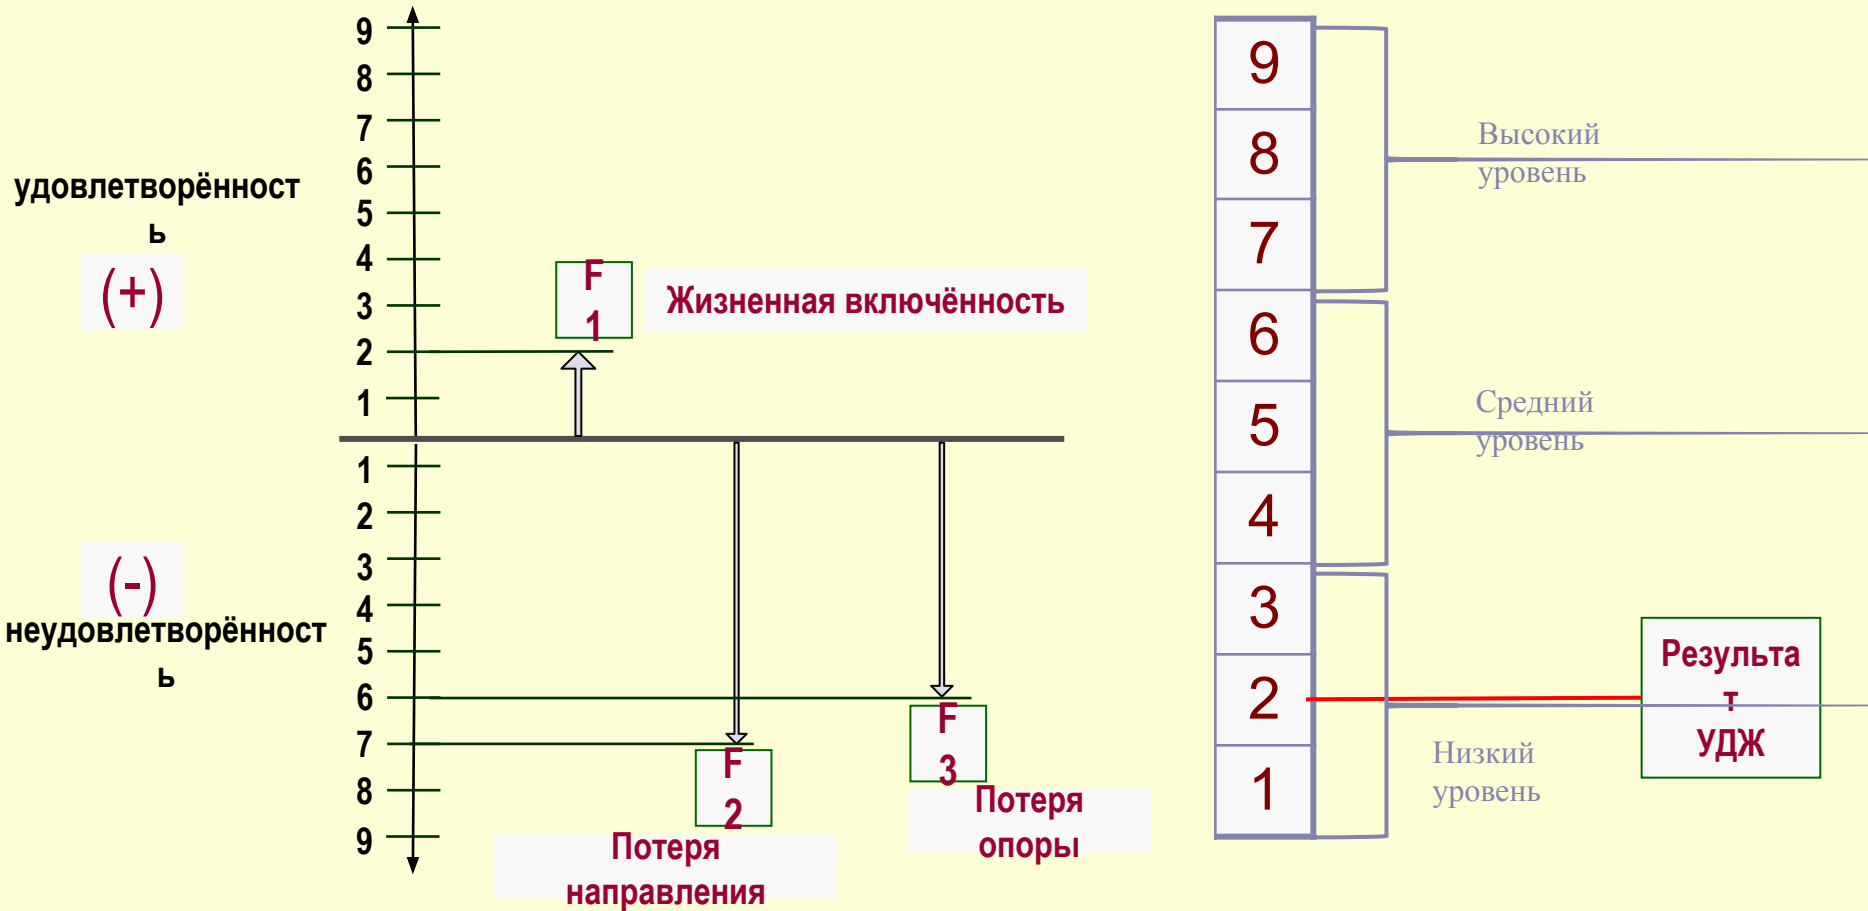 9
8
7
6
5
4
3
2
1
1
2
3
4
5
6
7
8
9
удовлетворённост
ь
(+)
(-)
неудовлетворённост
ь
F
1
Жизненная включённость
F
2
Потеря
направления
F
3
Потеря
опоры
9
8
7
6
5
4
3
2
1
Высокий
уровень
Средний
уровень
Низкий
уровень
Результа
т
УДЖ